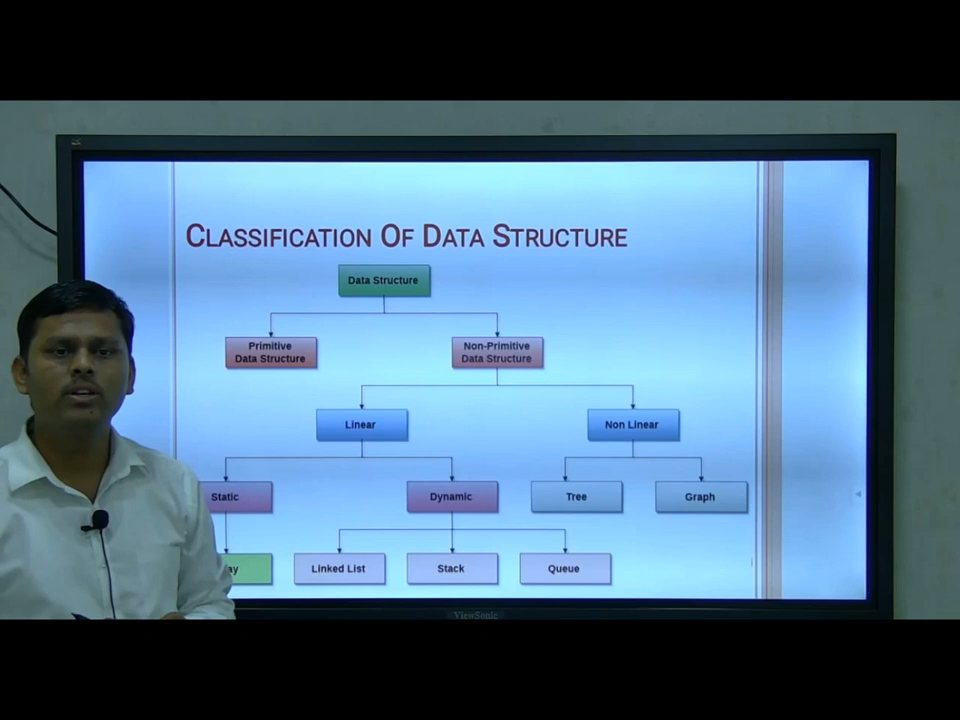 CLASSIFICATION OF DATA STRUCTURE
Data Structure
Primitive
Data Structure
Non-Primitive
Data Structure
Linear
Non Linear
Static
Dynamic
Tree
Graph
Linked List
Stack
Queue
ViewSonic